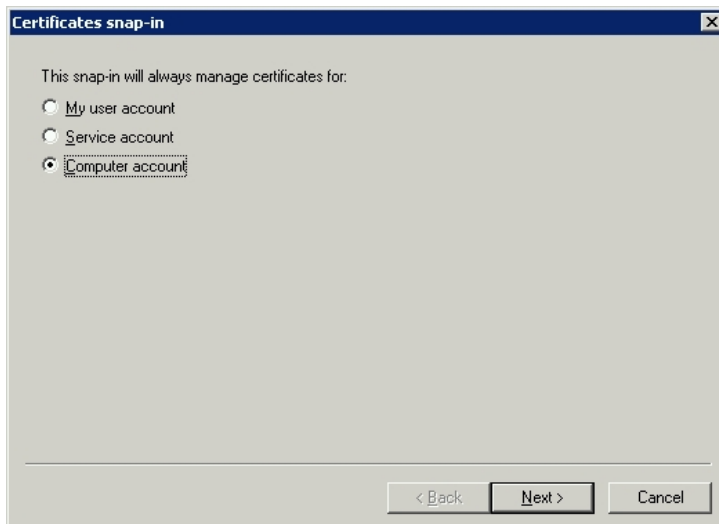 Certificates snap-in
This snap-in will always manage certificates for:
My user account
Service account
Computer account
< Back Next > Cancel